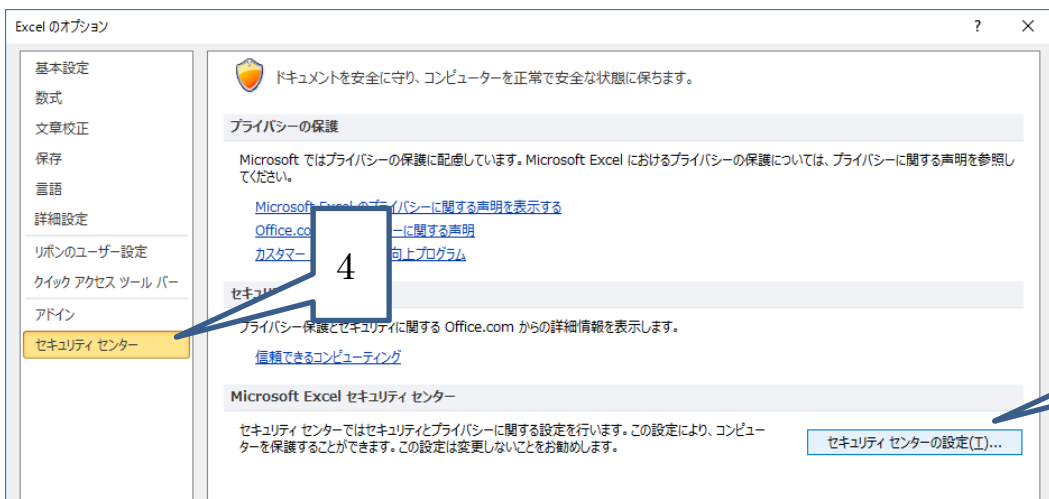 Excel のオプション
?
×
基本設定
数式
文章校正
保存
言語
詳細設定
リボンのユーザー設定
クイック アクセス ツール バー
アドイン
セキュリティ センター
ドキュメントを安全に守り、コンピューターを正常で安全な状態に保ちます。
プライバシーの保護
Microsoft ではプライバシーの保護に配慮しています。Microsoft Excel におけるプライバシーの保護については、プライバシーに関する声明を参照し
てください。
Microsoft Excel のプライバシーに関する声明を表示する
Office.co ーに関する声明
カスタマー 向上プログラム
4
セキュリ
プライバシー保護とセキュリティに関する Office.com からの詳細情報を表示します。
信頼できるコンピューティング
Microsoft Excel セキュリティ センター
セキュリティ センターではセキュリティとプライバシーに関する設定を行います。この設定により、コンピュー
ターを保護することができます。この設定は変更しないことをお勧めします。
セキュリティ センターの設定(T)...